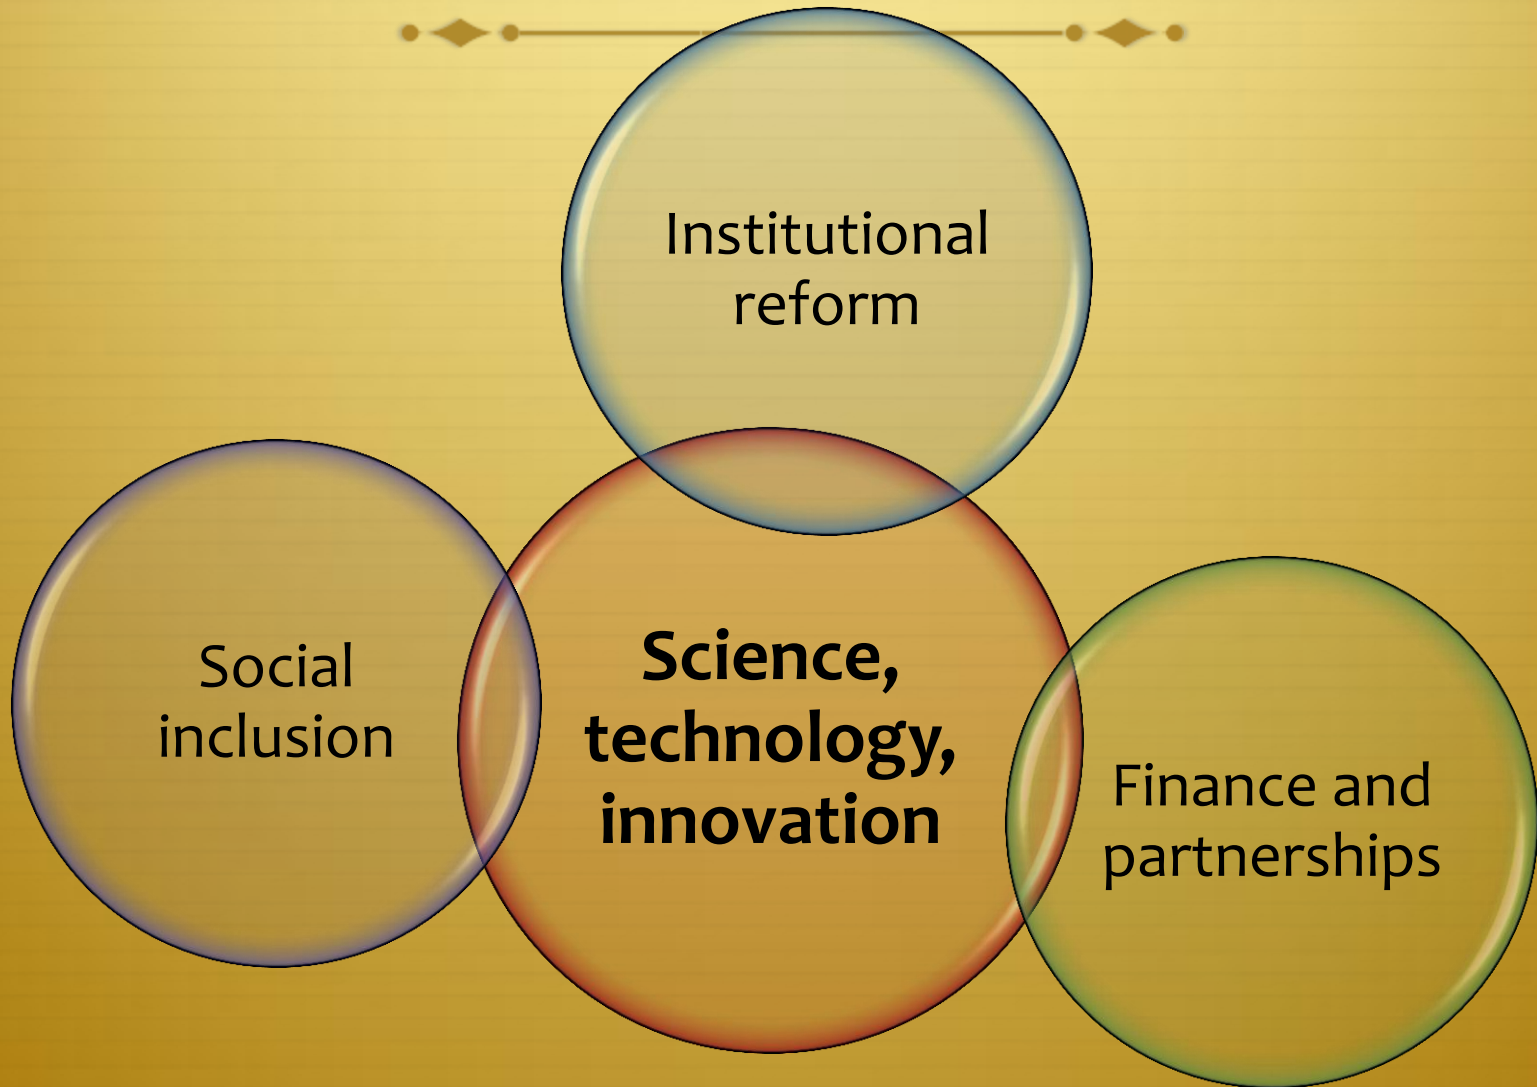 Institutional
reform
Social
inclusion
Science,
technology,
innovation
Finance and
partnerships